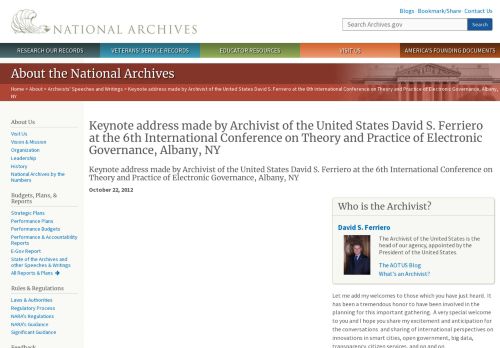 Blogs · Bookmark/Share · Contact Us
NATIONAL ARCHIVES
Search Archives.gov
Search
RESEARCH OUR RECORDS
VETERANS' SERVICE RECORDS
EDUCATOR RESOURCES
VISIT US
AMERICA'S FOUNDING DOCUMENTS
About the National Archives
Home > About > Archivists' Speeches and Writings > Keynote address made by Archivist of the United States David S. Ferriero at the 6th International Conference on Theory and Practice of Electronic Governance, Albany,
NY
About Us
Visit Us
Vision & Mission
Organization
Leadership
History
National Archives by the
Numbers
Budgets, Plans, &
Reports
Strategic Plans
Performance Plans
Performance Budgets
Performance & Accountability
Reports
E-Gov Report
State of the Archives and
other Speeches & Writings
All Reports & Plans
Rules & Regulations
Laws & Authorities
Regulatory Process
NARA's Regulations
NARA's Guidance
Significant Guidance
Feedback
Keynote address made by Archivist of the United States David S. Ferriero
at the 6th International Conference on Theory and Practice of Electronic
Governance, Albany, NY
Keynote address made by Archivist of the United States David S. Ferriero at the 6th International Conference on
Theory and Practice of Electronic Governance, Albany, NY
October 22, 2012
Who is the Archivist?
David S. Ferriero
The Archivist of the United States is the
head of our agency, appointed by the
President of the United States.
The AOTUS Blog
What's an Archivist?
Let me add my welcomes to those which you have just heard. It
has been a tremendous honor to have been involved in the
planning for this important gathering. A very special welcome
to you and I hope you share my excitement and anticipation for
the conversations and sharing of international perspectives on
innovations in smart cities, open government, big data,
transparency, citizen services, and on and on.